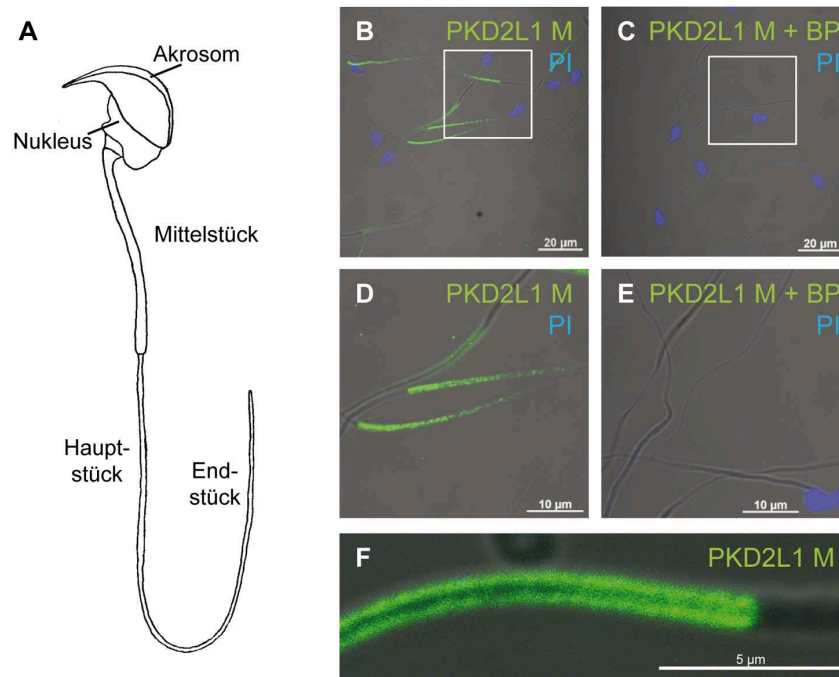 A
Akrosom
Nukleus
Mittelstück
Haupt-
stück
End-
stück
B
PKD2L1 M
PI
20 µm
C
PKD2L1 M + BP
PI
20 µm
D
PKD2L1 M
PI
10 µm
E
PKD2L1 M + BP
PI
10 µm
F
PKD2L1 M
5 µm